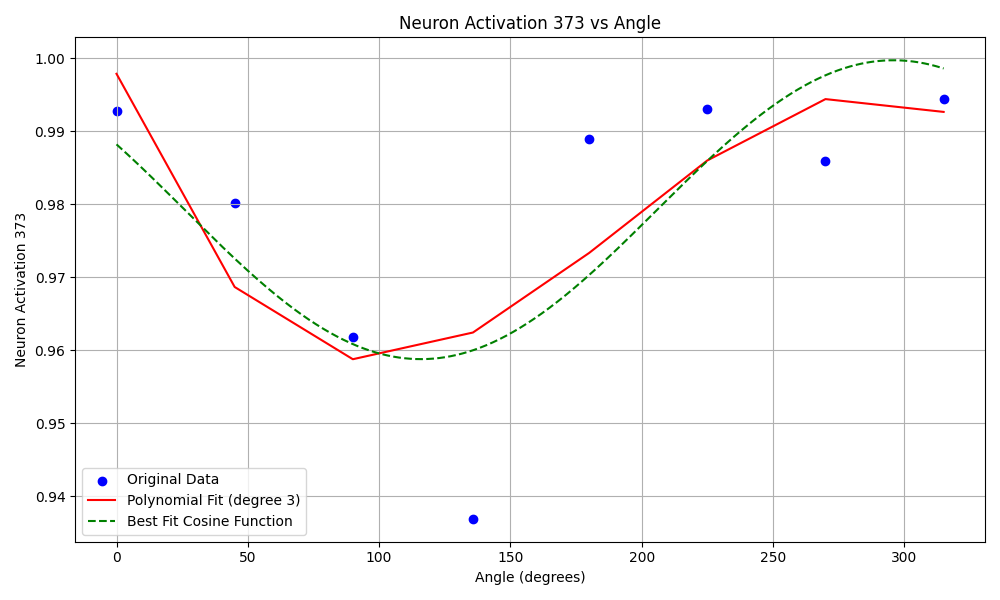 Neuron Activation 373 vs Angle
Neuron Activation 373
1.00
0.99
0.98
0.97
0.96
0.95
0.94
Original Data
Polynomial Fit (degree 3)
Best Fit Cosine Function
0 50 100 150 200 250 300
Angle (degrees)